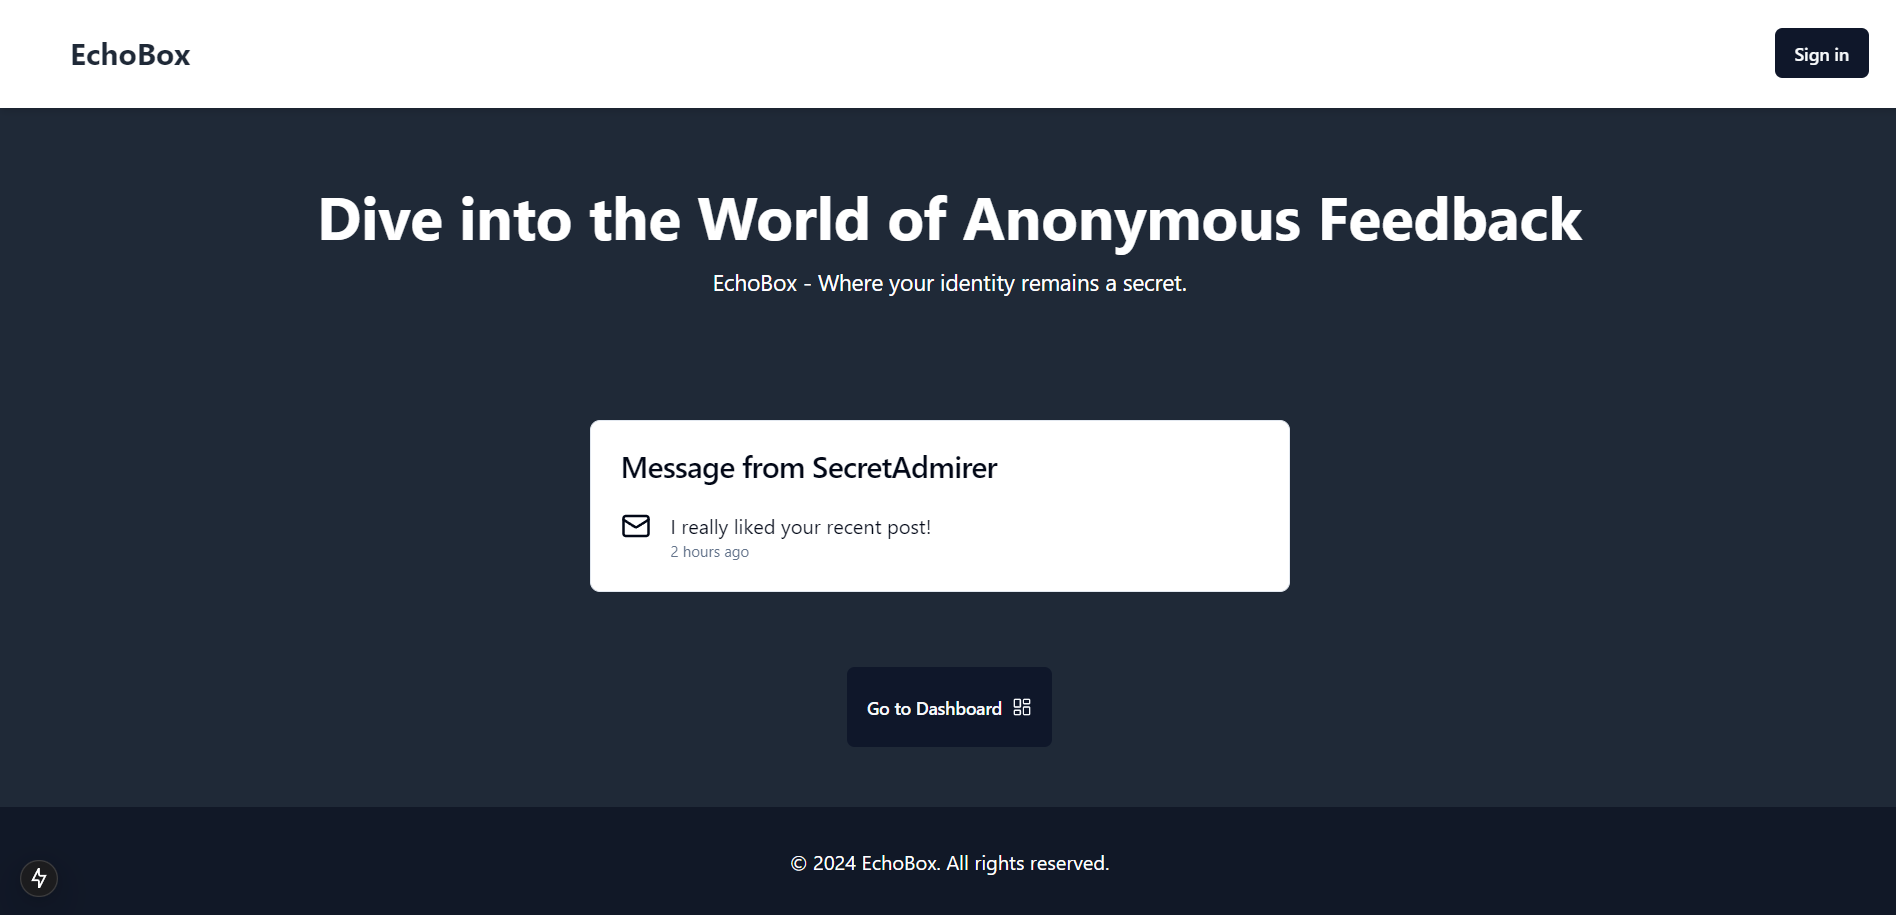 EchoBox
Sign in
Dive into the World of Anonymous Feedback
EchoBox - Where your identity remains a secret.
Message from SecretAdmirer
I really liked your recent post!
2 hours ago
Go to Dashboard
© 2024 EchoBox. All rights reserved.